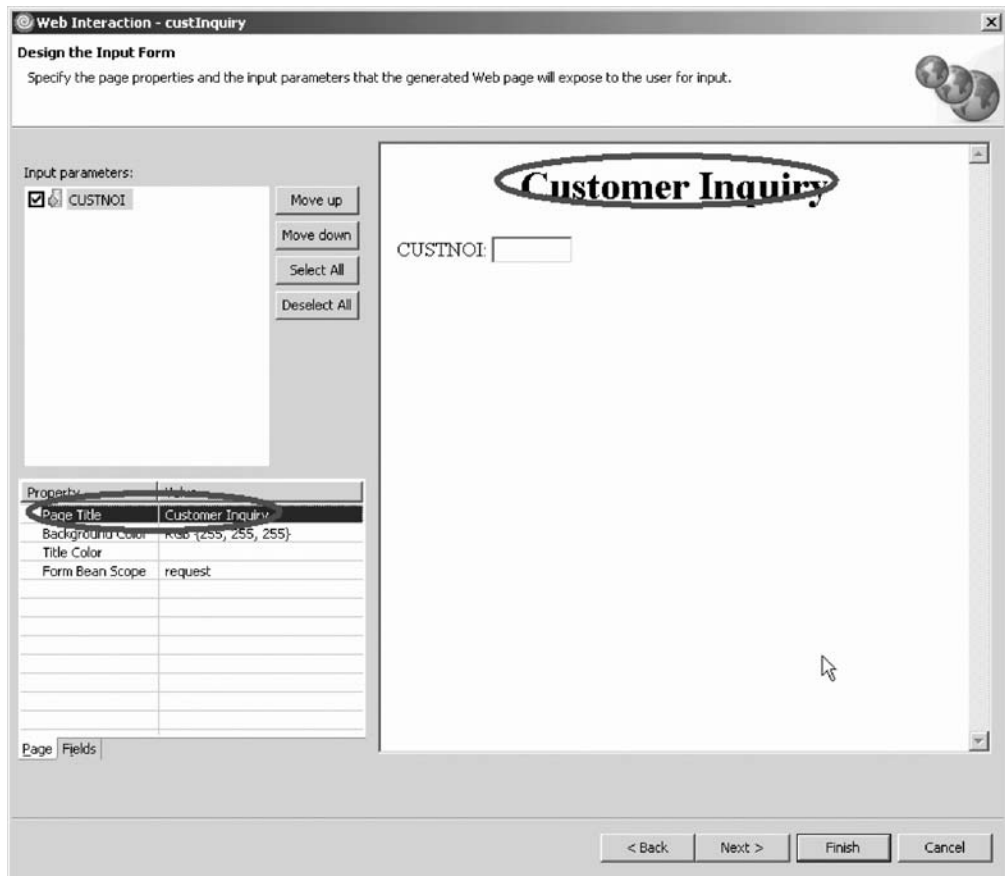 Web Interaction - custInquiry
Design the Input Form
Specify the page properties and the input parameters that the generated Web page will expose to the user for input.
Input parameters:
CUSTNOI
Move up
Move down
Select All
Deselect All
Customer Inquiry
CUSTNOI:
Property Value
Page Title Customer Inquiry
Background Color RGB {255, 255, 255}
Title Color
Form Bean Scope request
Page Fields
< Back Next > Finish Cancel